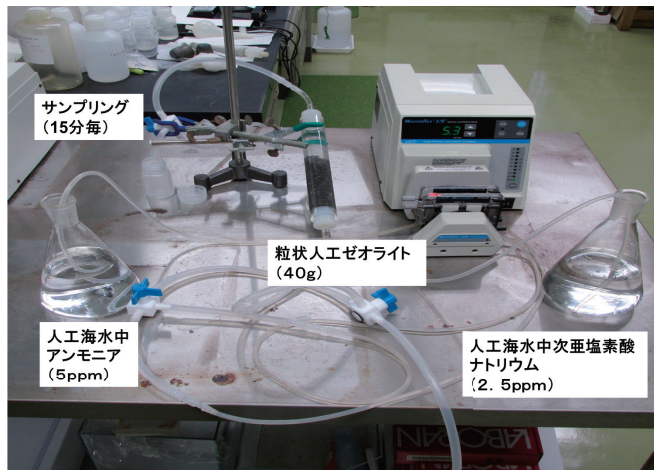 サンプリング
（15分毎）
Masterflex L/S
5.3
粒状人工ゼオライト
（40g）
人工海水中
アンモニア
（5ppm）
人工海水中次亜塩素酸
ナトリウム
（2．5ppm）
LABORAN